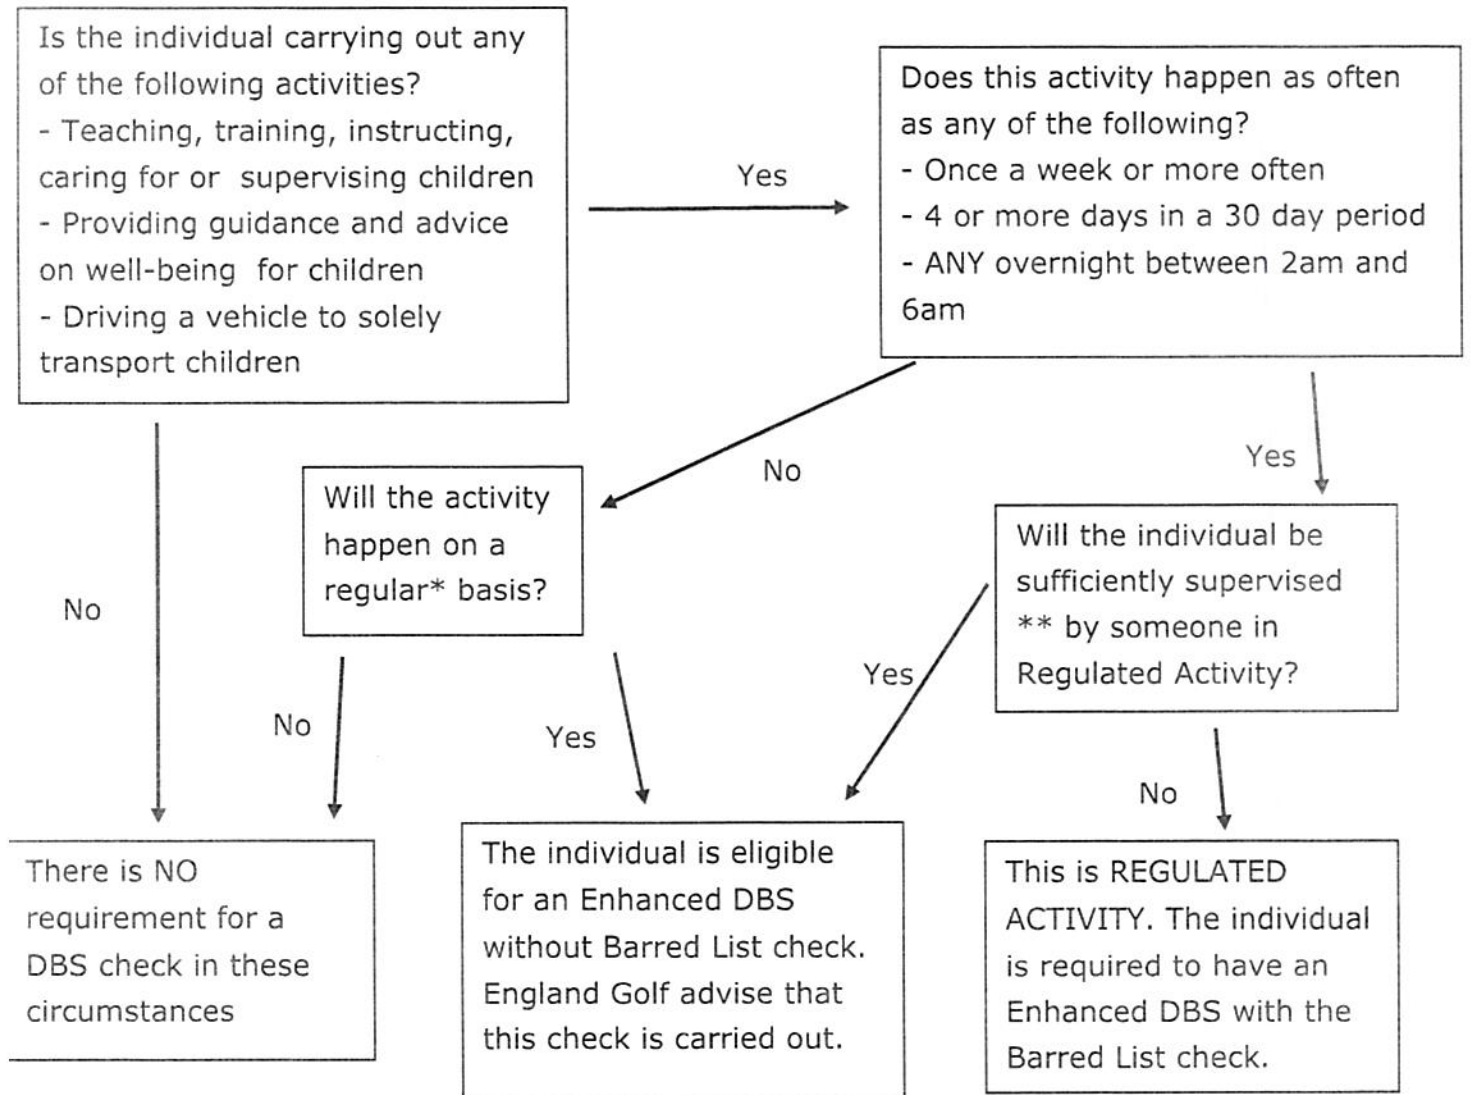 Is the individual carrying out any
of the following activities?
- Teaching, training, instructing,
caring for or supervising children
- Providing guidance and advice
on well-being for children
- Driving a vehicle to solely
transport children
Yes
Does this activity happen as often
as any of the following?
- Once a week or more often
- 4 or more days in a 30 day period
- ANY overnight between 2am and
6am
No
Yes
Will the activity
happen on a
regular* basis?
Will the individual be
sufficiently supervised
** by someone in
Regulated Activity?
No
No
Yes
Yes
No
There is NO
requirement for a
DBS check in these
circumstances
The individual is eligible
for an Enhanced DBS
without Barred List check.
England Golf advise that
this check is carried out.
This is REGULATED
ACTIVITY. The individual
is required to have an
Enhanced DBS with the
Barred List check.